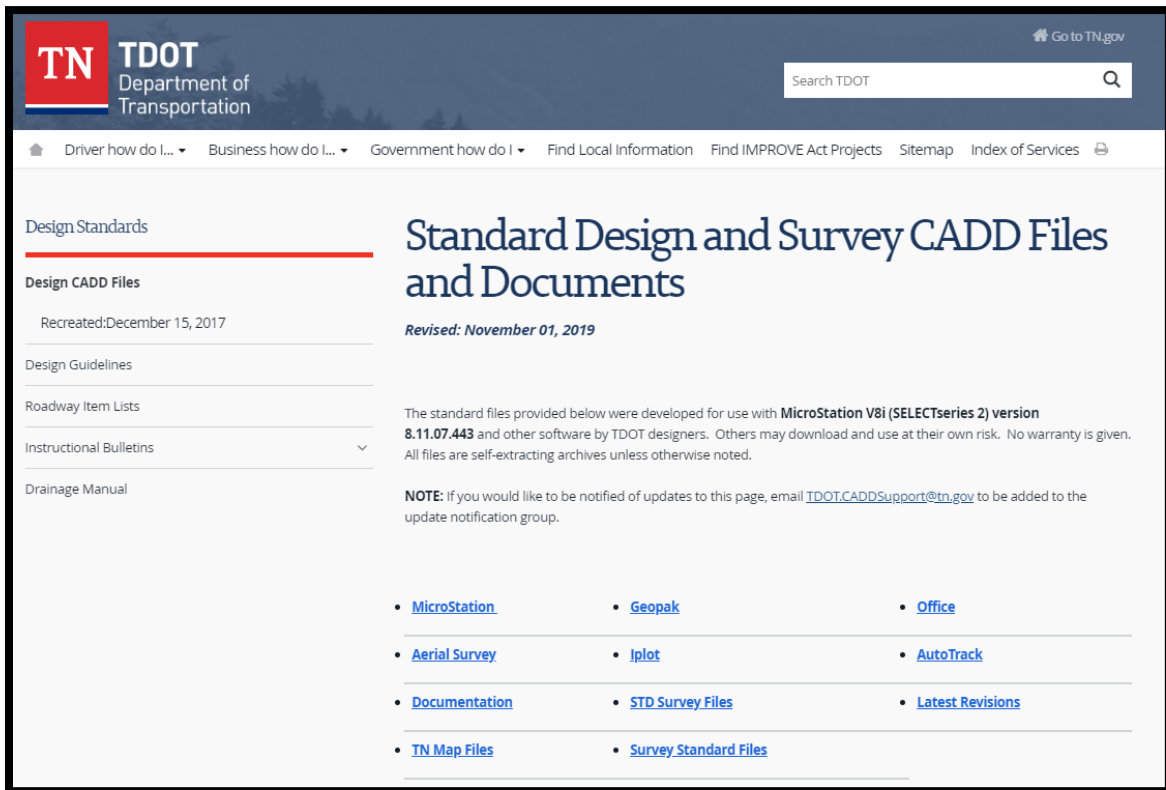 TN
TDOT
Department of
Transportation
Go to TN.gov
Search TDOT
Driver how do I... Business how do I... Government how do I Find Local Information Find IMPROVE Act Projects Sitemap Index of Services
Design Standards
Design CADD Files
Recreated:December 15, 2017
Design Guidelines
Roadway Item Lists
Instructional Bulletins
Drainage Manual
Standard Design and Survey CADD Files
and Documents
Revised: November 01, 2019
The standard files provided below were developed for use with MicroStation V8i (SELECTseries 2) version
8.11.07.443 and other software by TDOT designers. Others may download and use at their own risk. No warranty is given.
All files are self-extracting archives unless otherwise noted.
NOTE: If you would like to be notified of updates to this page, email TDOT.CADDSupport@tn.gov to be added to the
update notification group.
• MicroStation • Geopak • Office
• Aerial Survey • Iplot • AutoTrack
• Documentation • STD Survey Files • Latest Revisions
• TN Map Files • Survey Standard Files